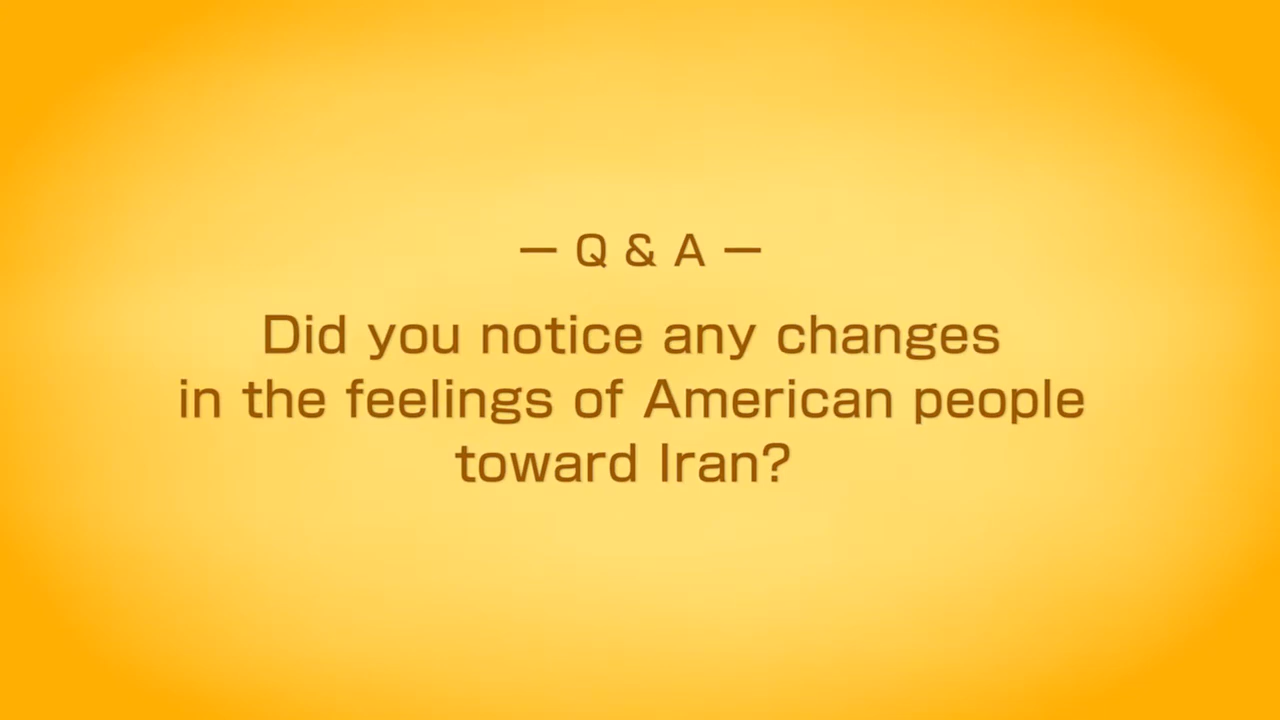 — Q & A —
Did you notice any changes
in the feelings of American people
toward Iran?